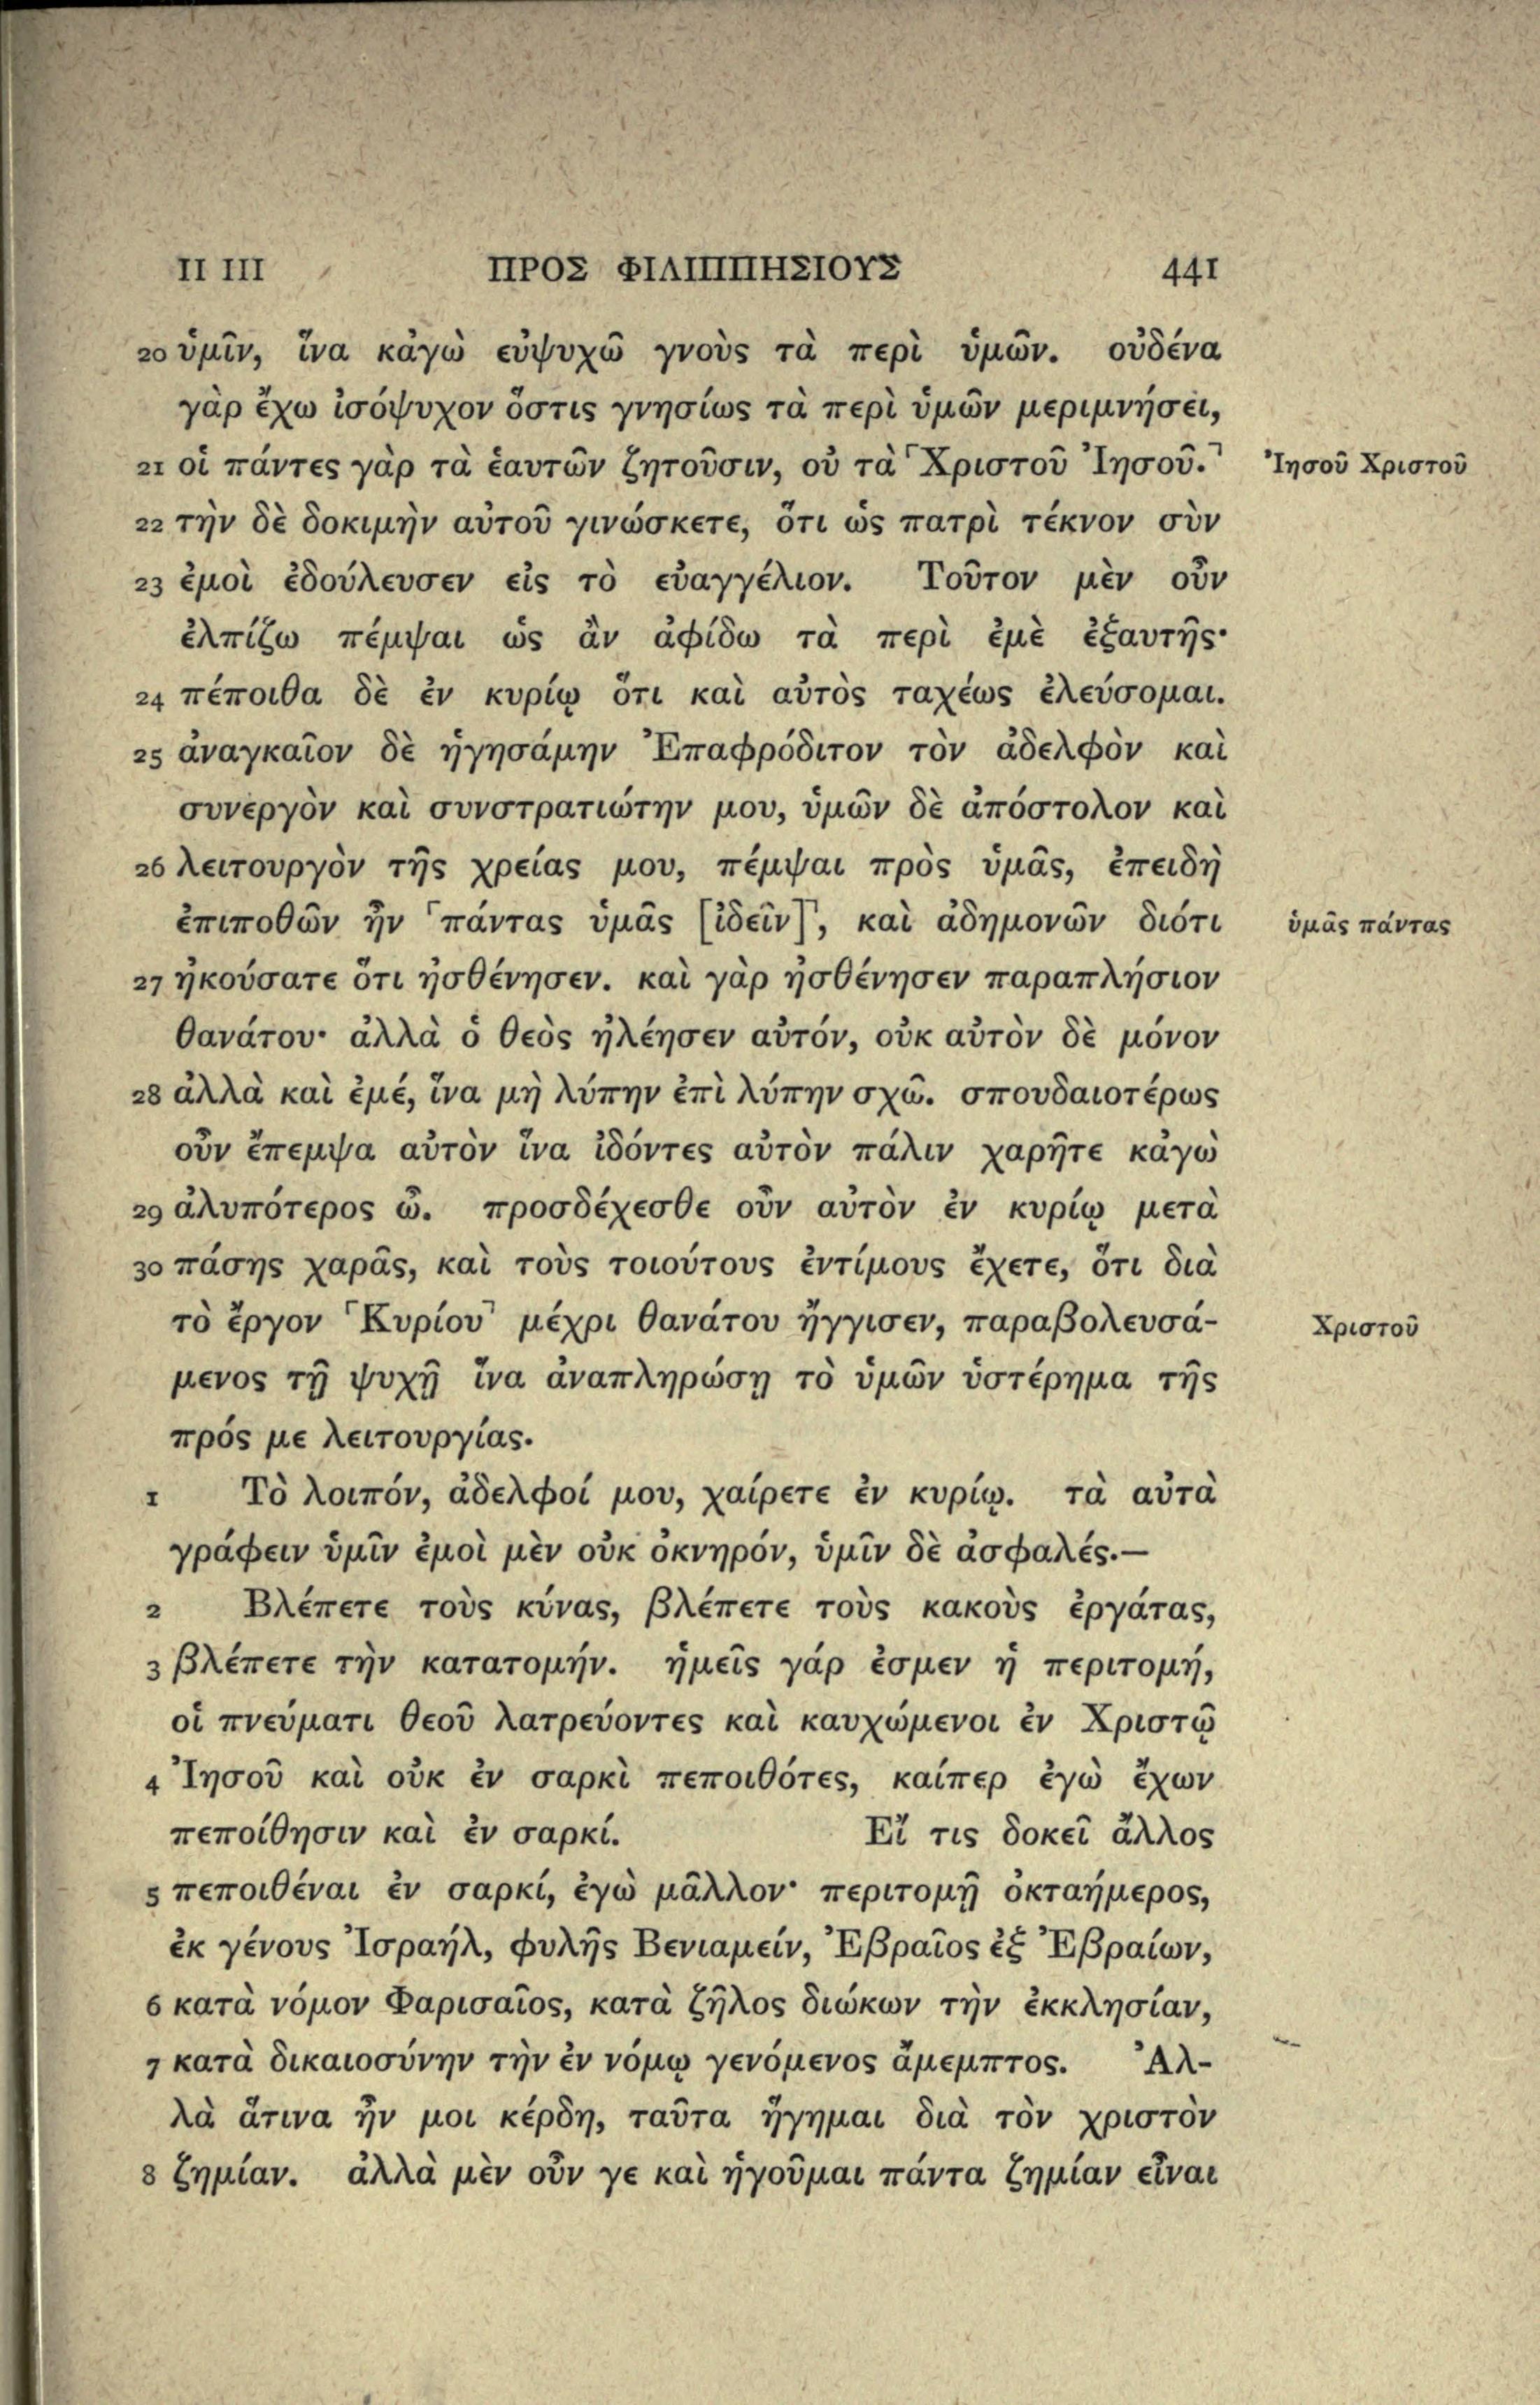 II III ΠΡΟΣ ΦΙΛΙΠΠΗΣΙΟΥΣ 441
20 ὑμῖν, ἵνα κἀγὼ εὐψυχῶ γνοὺς τὰ περὶ ὑμῶν. οὐδένα
γὰρ ἔχω ἰσόψυχον ὅστις γνησίως τὰ περὶ ὑμῶν μεριμνήσει,
21 οἱ πάντες γὰρ τὰ ἑαυτῶν ζητοῦσιν, οὐ τὰ ⸀Χριστοῦ Ἰησοῦ.⸃ Ἰησοῦ Χριστοῦ
22 τὴν δὲ δοκιμὴν αὐτοῦ γινώσκετε, ὅτι ὡς πατρὶ τέκνον σὺν
23 ἐμοὶ ἐδούλευσεν εἰς τὸ εὐαγγέλιον. Τοῦτον μὲν οὖν
ἐλπίζω πέμψαι ὡς ἂν ἀφίδω τὰ περὶ ἐμὲ ἐξαυτῆς·
24 πέποιθα δὲ ἐν κυρίῳ ὅτι καὶ αὐτὸς ταχέως ἐλεύσομαι.
25 ἀναγκαῖον δὲ ἡγησάμην Ἐπαφρόδιτον τὸν ἀδελφὸν καὶ
συνεργὸν καὶ συνστρατιώτην μου, ὑμῶν δὲ ἀπόστολον καὶ
26 λειτουργὸν τῆς χρείας μου, πέμψαι πρὸς ὑμᾶς, ἐπειδὴ
ἐπιποθῶν ἦν ⸀πάντας ὑμᾶς [ἰδεῖν]⸃, καὶ ἀδημονῶν διότι ὑμᾶς πάντας
27 ἠκούσατε ὅτι ἠσθένησεν. καὶ γὰρ ἠσθένησεν παραπλήσιον
θανάτου· ἀλλὰ ὁ θεὸς ἠλέησεν αὐτόν, οὐκ αὐτὸν δὲ μόνον
28 ἀλλὰ καὶ ἐμέ, ἵνα μὴ λύπην ἐπὶ λύπην σχῶ. σπουδαιοτέρως
οὖν ἔπεμψα αὐτὸν ἵνα ἰδόντες αὐτὸν πάλιν χαρῆτε κἀγὼ
29 ἀλυπότερος ὦ. προσδέχεσθε οὖν αὐτὸν ἐν κυρίῳ μετὰ
30 πάσης χαρᾶς, καὶ τοὺς τοιούτους ἐντίμους ἔχετε, ὅτι διὰ
τὸ ἔργον ⸀Κυρίου⸃ μέχρι θανάτου ἤγγισεν, παραβολευσά- Χριστοῦ
μενος τῇ ψυχῇ ἵνα ἀναπληρώσῃ τὸ ὑμῶν ὑστέρημα τῆς
πρός με λειτουργίας.
1 Τὸ λοιπόν, ἀδελφοί μου, χαίρετε ἐν κυρίῳ. τὰ αὐτὰ
γράφειν ὑμῖν ἐμοὶ μὲν οὐκ ὀκνηρόν, ὑμῖν δὲ ἀσφαλές.—
2 Βλέπετε τοὺς κύνας, βλέπετε τοὺς κακοὺς ἐργάτας,
3 βλέπετε τὴν κατατομήν. ἡμεῖς γάρ ἐσμεν ἡ περιτομή,
οἱ πνεύματι θεοῦ λατρεύοντες καὶ καυχώμενοι ἐν Χριστῷ
4 Ἰησοῦ καὶ οὐκ ἐν σαρκὶ πεποιθότες, καίπερ ἐγὼ ἔχων
πεποίθησιν καὶ ἐν σαρκί. Εἴ τις δοκεῖ ἄλλος
5 πεποιθέναι ἐν σαρκί, ἐγὼ μᾶλλον· περιτομῇ ὀκταήμερος,
ἐκ γένους Ἰσραήλ, φυλῆς Βενιαμείν, Ἐβραῖος ἐξ Ἐβραίων,
6 κατὰ νόμον Φαρισαῖος, κατὰ ζῆλος διώκων τὴν ἐκκλησίαν,
7 κατὰ δικαιοσύνην τὴν ἐν νόμῳ γενόμενος ἄμεμπτος. Ἀλ-
λὰ ἅτινα ἦν μοι κέρδη, ταῦτα ἥγημαι διὰ τὸν χριστὸν
8 ζημίαν. ἀλλὰ μὲν οὖν γε καὶ ἡγοῦμαι πάντα ζημίαν εἶναι